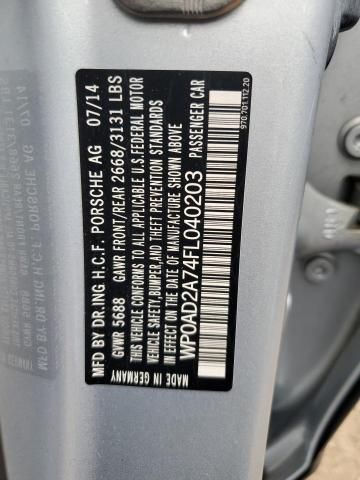 MFD BY DR.ING H.C.F. PORSCHE AG 07/14
GVWR 5688 GAWR FRONT/REAR 2668/3131 LBS
THIS VEHICLE CONFORMS TO ALL APPLICABLE U.S.FEDERAL MOTOR
VEHICLE SAFETY,BUMPER,AND THEFT PREVENTION STANDARDS
IN EFFECT ON THE DATE OF MANUFACTURE SHOWN ABOVE
WP0AD2A74FL040203 PASSENGER CAR
MADE IN GERMANY
970.701.112.20